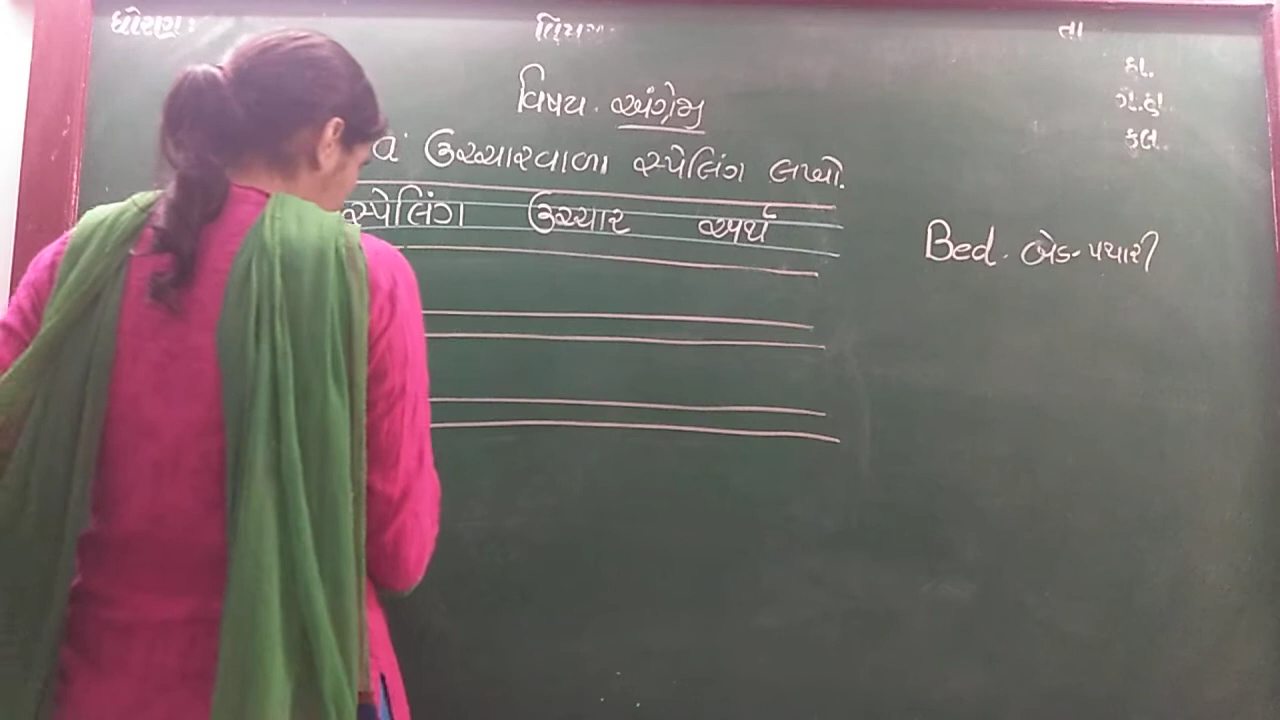 ધોરણ: વિષય: તા
હા.
ગે.હા.
કુલ.
વિષય. અંગ્રેજી
a ઉચ્ચારવાળા સ્પેલિંગ લખો.
સ્પેલિંગ ઉચ્ચાર અર્થ
Bed. બેડ- પથારી